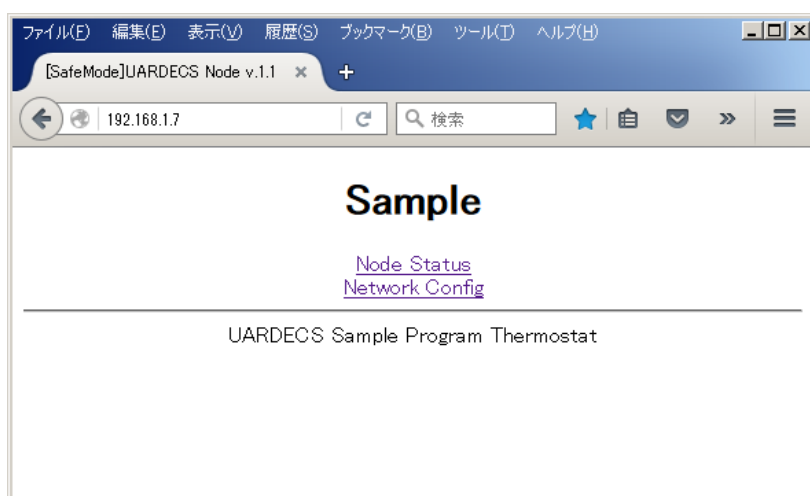 ファイル(F) 編集(E) 表示(V) 履歴(S) ブックマーク(B) ツール(T) ヘルプ(H)
[SafeMode]UARDECS Node v.1.1
192.168.1.7 検索
Sample
Node Status
Network Config
UARDECS Sample Program Thermostat